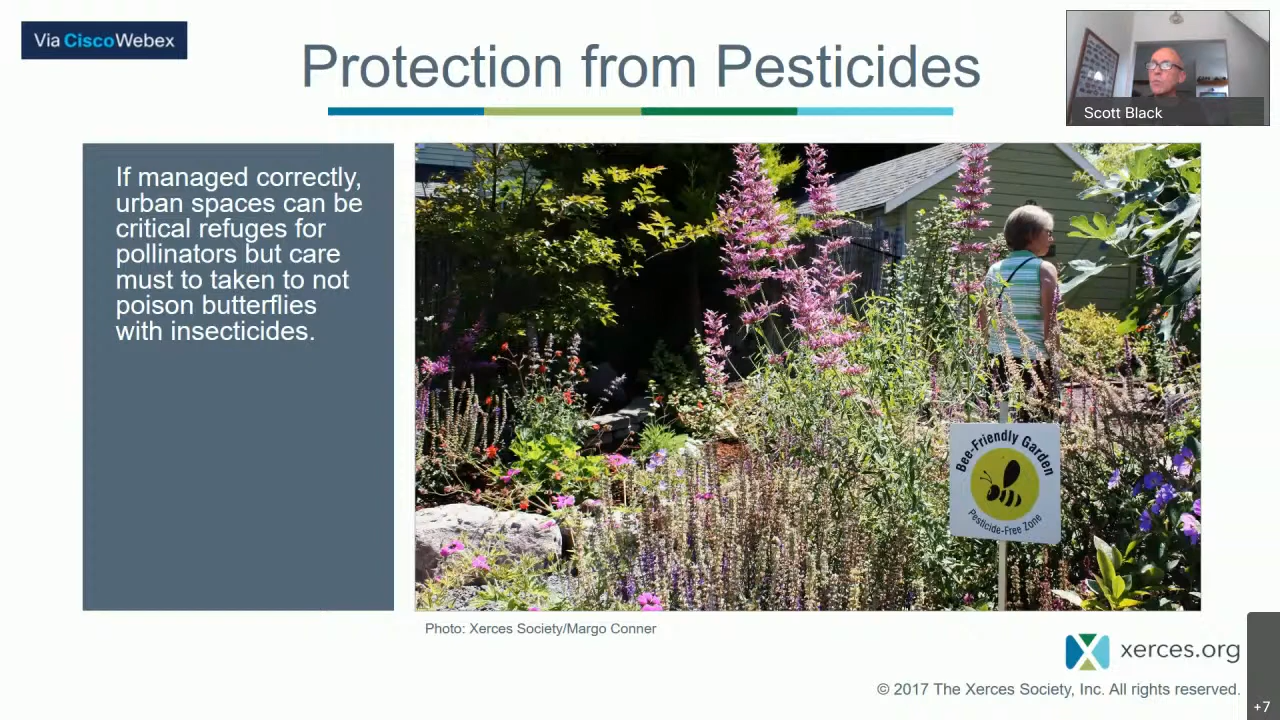 Via CiscoWebex
Protection from Pesticides
Scott Black
If managed correctly,
urban spaces can be
critical refuges for
pollinators but care
must to taken to not
poison butterflies
with insecticides.
Bee-Friendly Garden
Pesticide-Free Zone
Photo: Xerces Society/Margo Conner
xerces.org
© 2017 The Xerces Society, Inc. All rights reserved.
+7